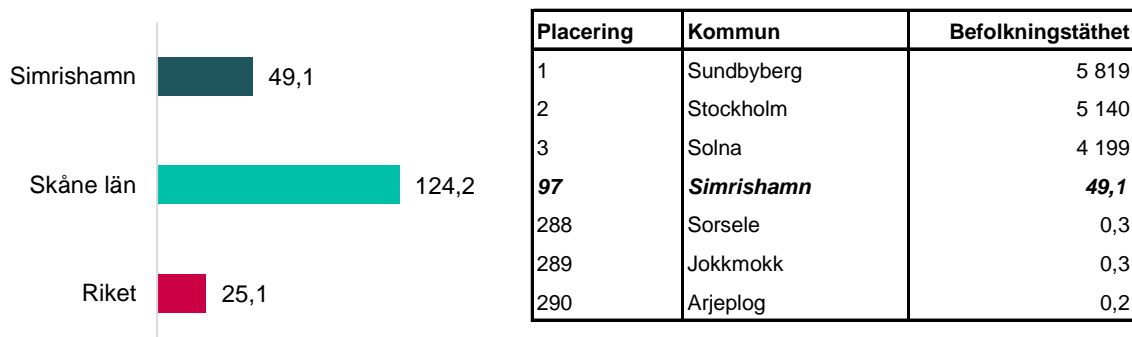 Simrishamn 49,1
Skåne län 124,2
Riket 25,1
Placering Kommun Befolkningstäthet
1 Sundbyberg 5 819
2 Stockholm 5 140
3 Solna 4 199
97 Simrishamn 49,1
288 Sorsele 0,3
289 Jokkmokk 0,3
290 Arjeplog 0,2